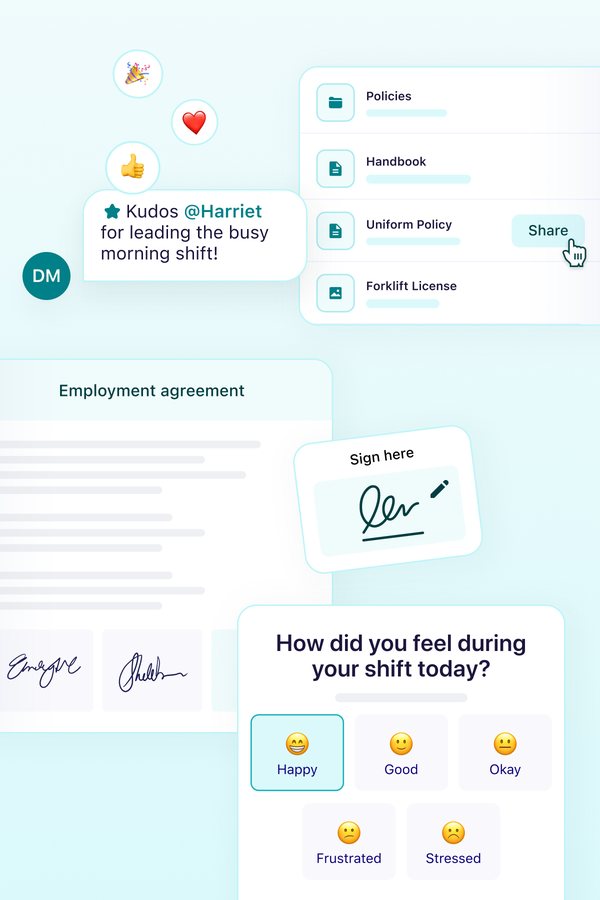 Policies
Handbook
Uniform Policy
Share
Forklift License
Kudos @Harriet
for leading the busy
morning shift!
DM
Employment agreement
Sign here
How did you feel during
your shift today?
Happy
Good
Okay
Frustrated
Stressed